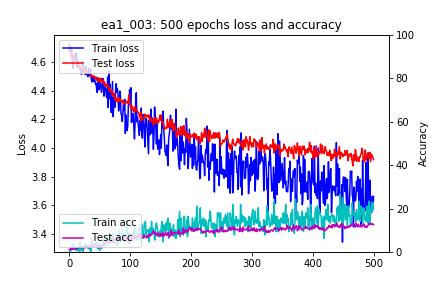 ea1_003: 500 epochs loss and accuracy
Train loss
Test loss
Train acc
Test acc
Loss
4.6
4.4
4.2
4.0
3.8
3.6
3.4
Accuracy
100
80
60
40
20
0
0 100 200 300 400 500